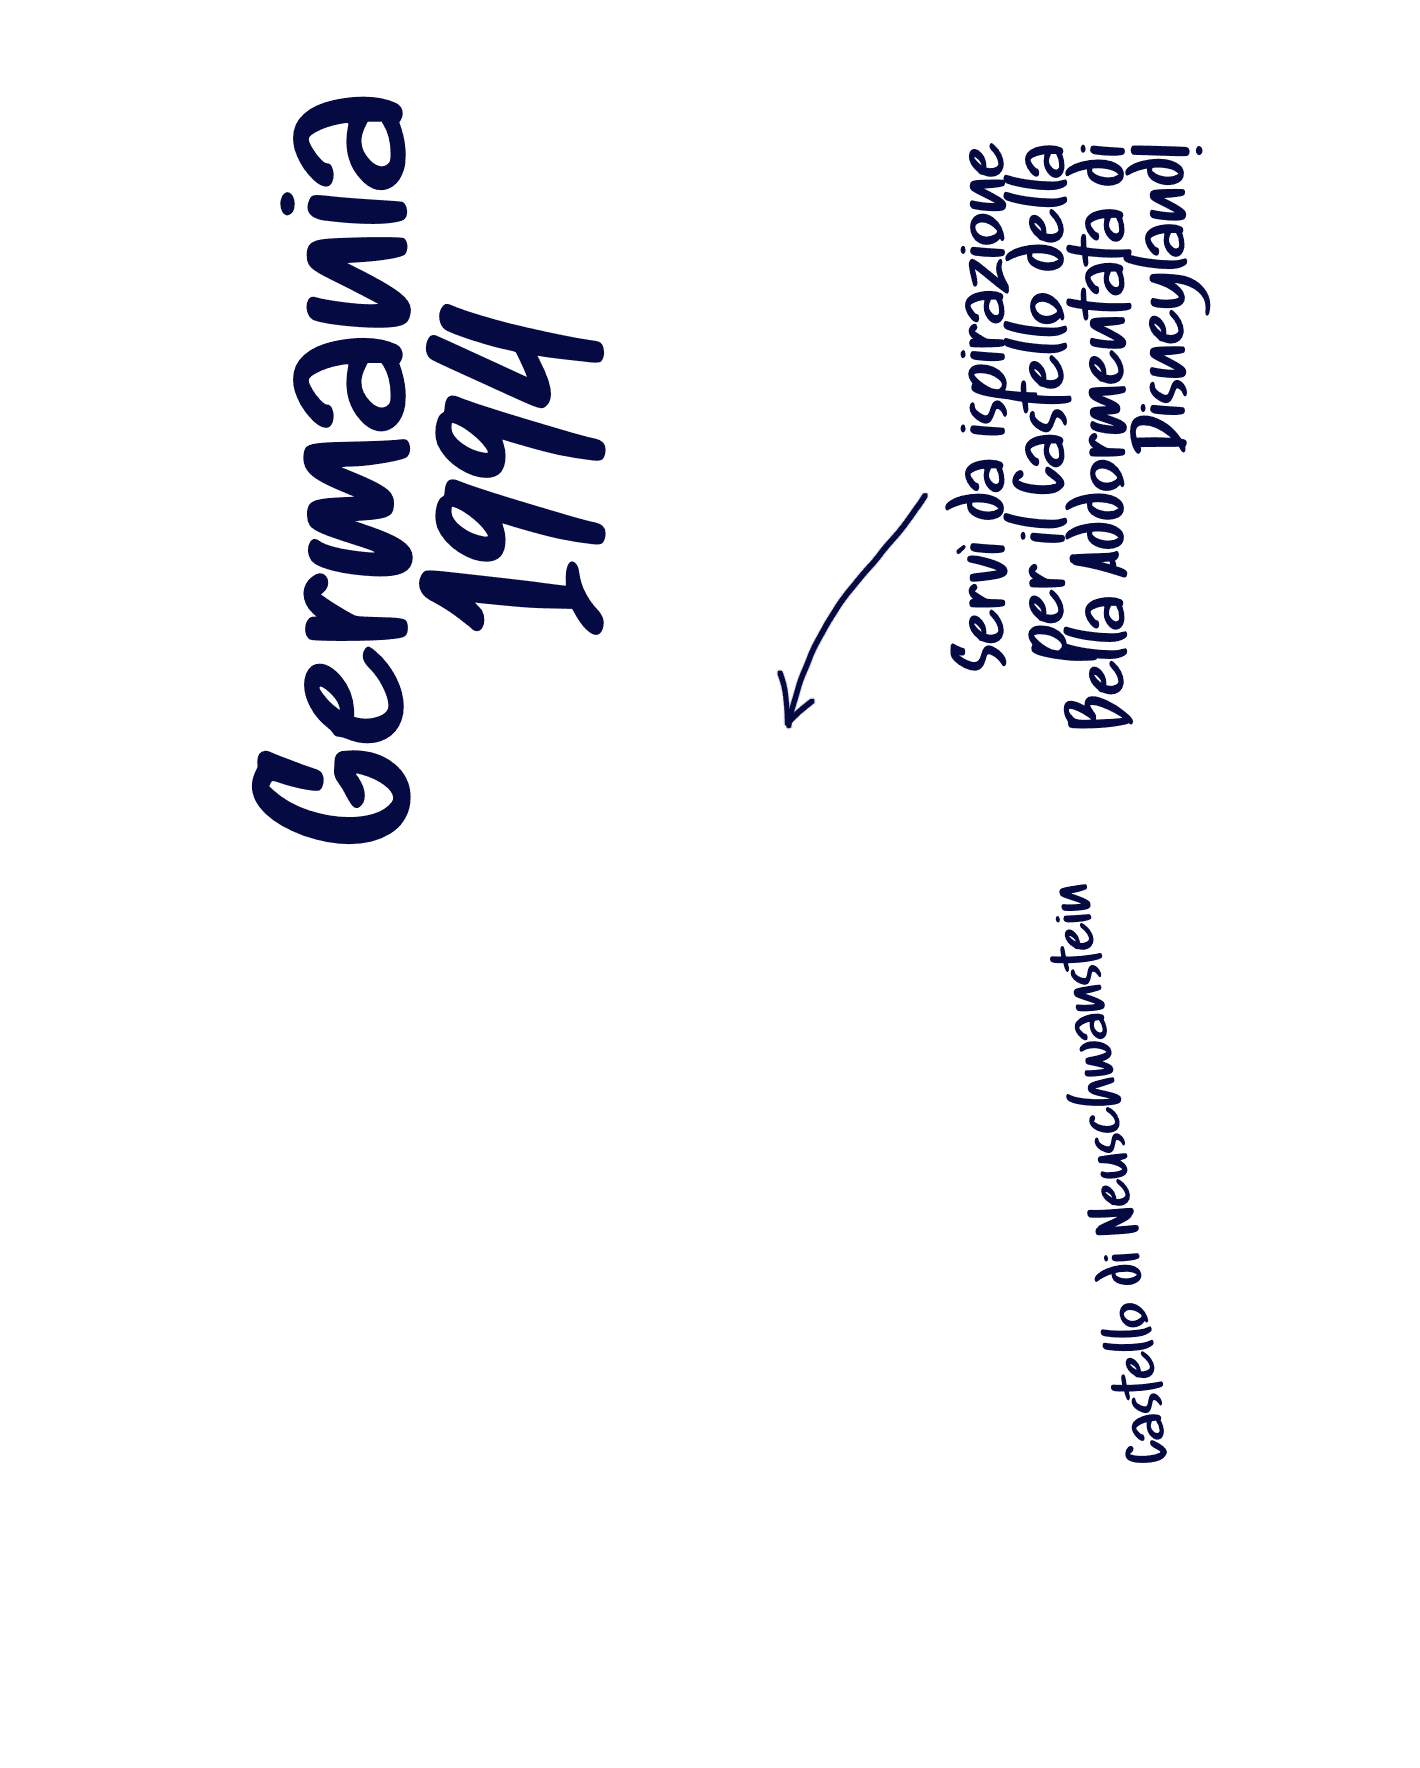 Germania
1994
Servì da ispirazione
per il Castello della
Bella Addormentata di
Disneyland!
Castello di Neuschwanstein